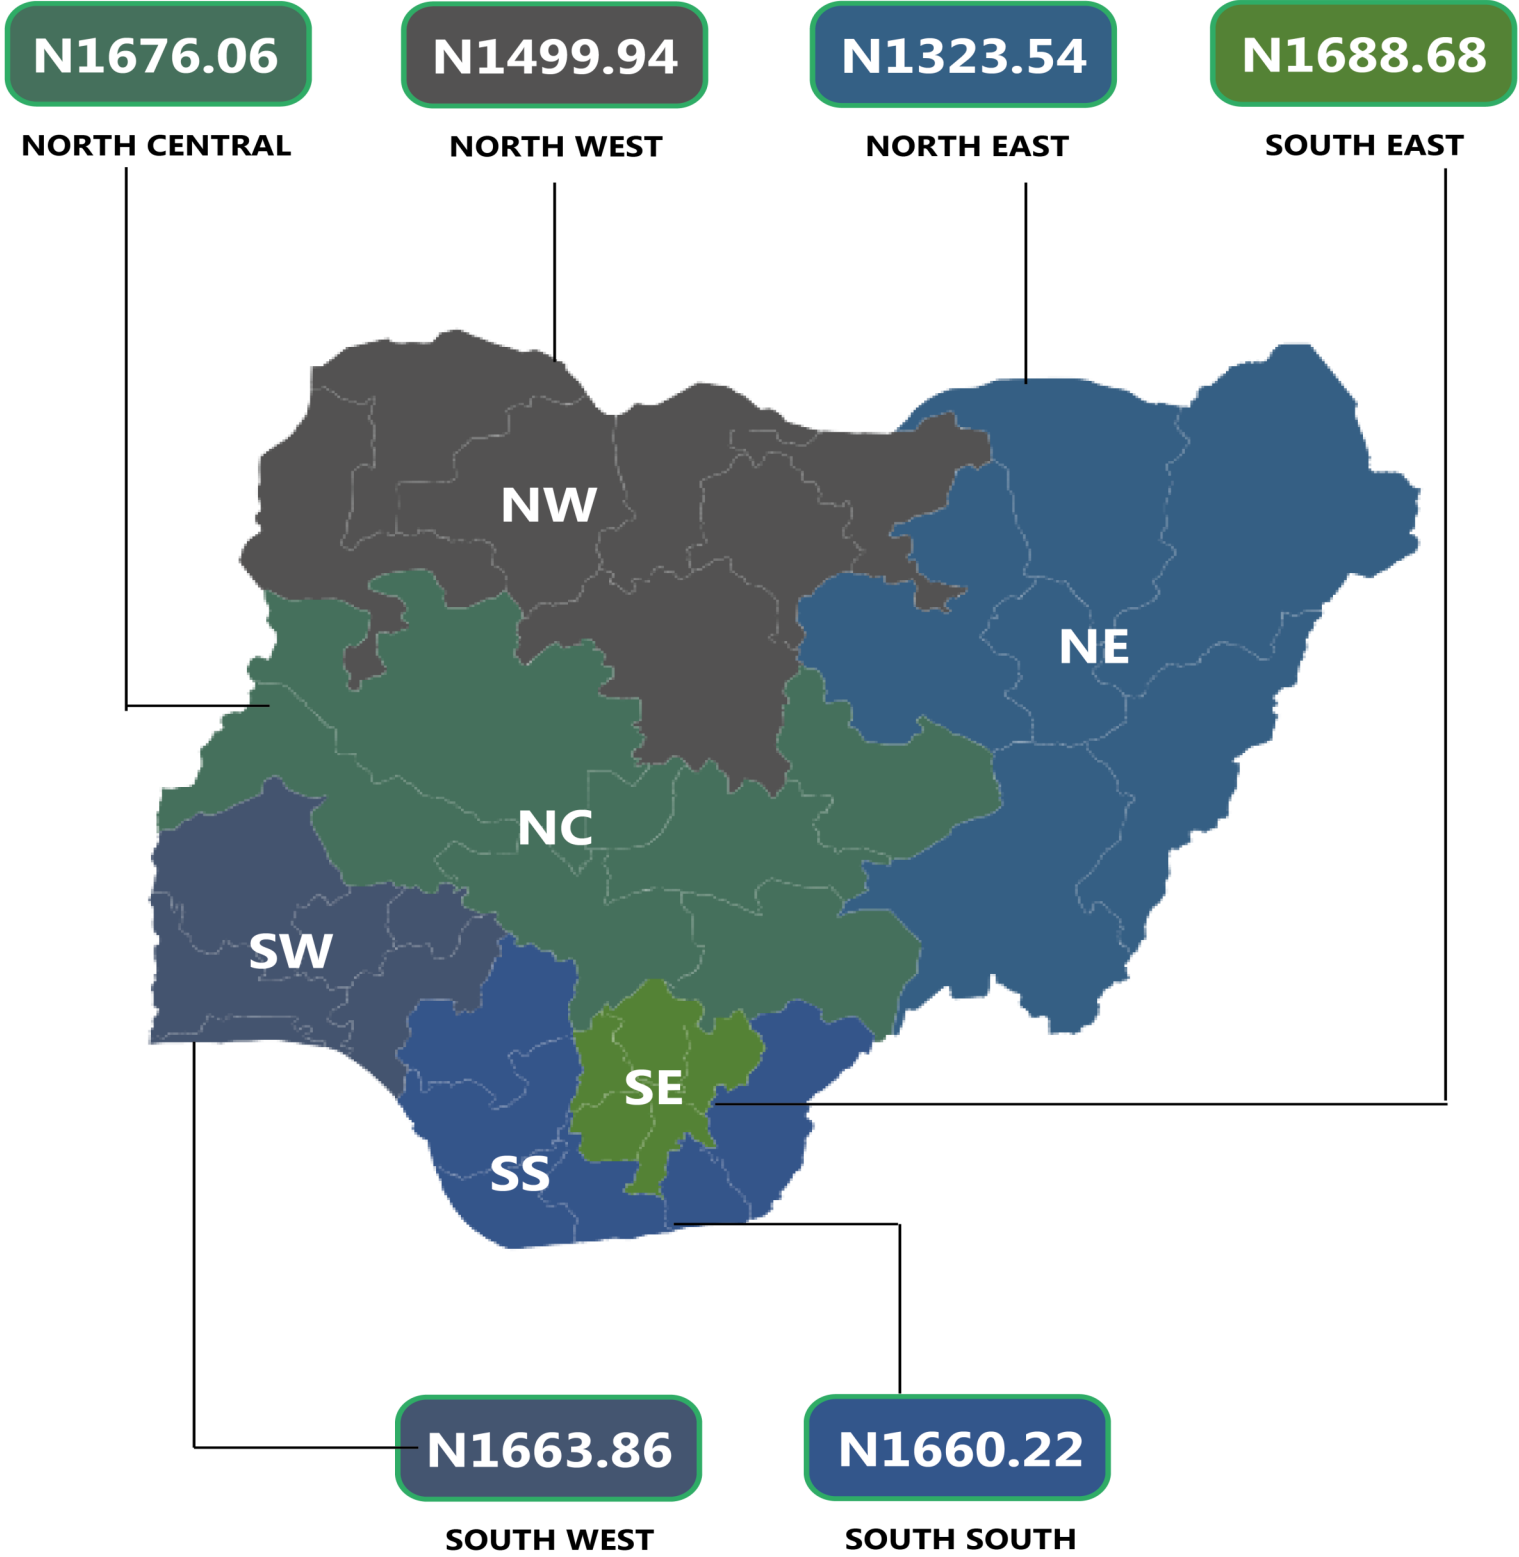 N1676.06
N1499.94
N1323.54
N1688.68
NORTH CENTRAL
NORTH WEST
NORTH EAST
SOUTH EAST
NW
NE
NC
SW
SE
SS
N1663.86
N1660.22
SOUTH WEST
SOUTH SOUTH